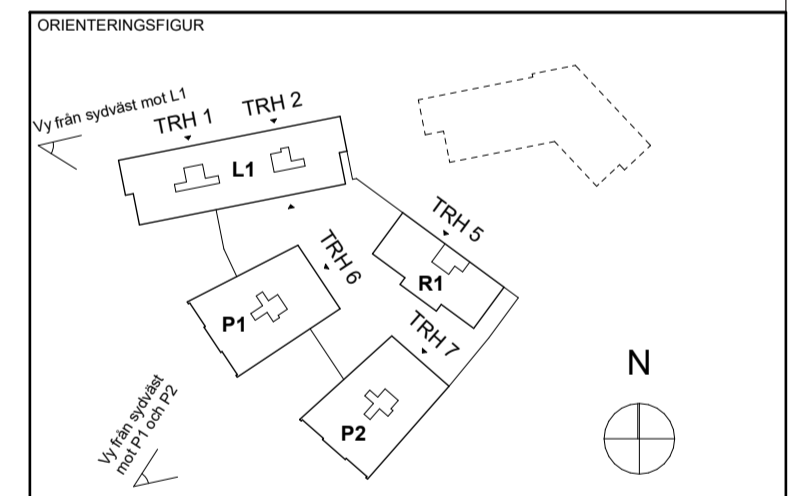 ORIENTERINGSFIGUR
Vy från sydväst mot L1
TRH 1
TRH 2
L1
TRH 5
TRH 6
R1
P1
TRH 7
N
Vy från sydväst
mot P1 och P2
P2